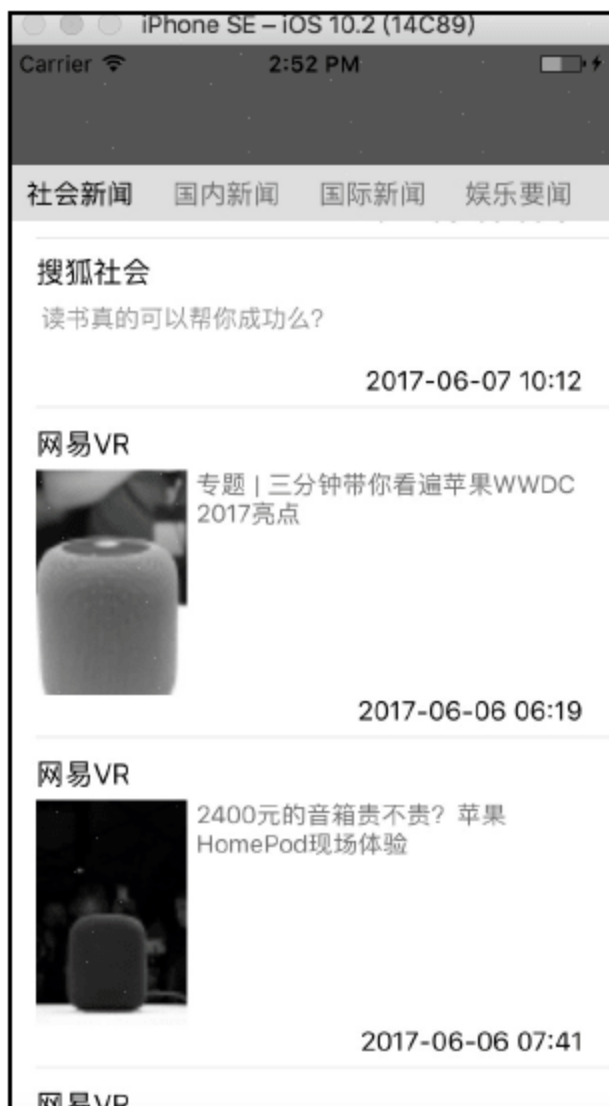 iPhone SE – iOS 10.2 (14C89)
Carrier 2:52 PM
社会新闻 国内新闻 国际新闻 娱乐要闻
搜狐社会
读书真的可以帮你成功么?
2017-06-07 10:12
网易VR
专题 | 三分钟带你看遍苹果WWDC
2017亮点
2017-06-06 06:19
网易VR
2400元的音箱贵不贵? 苹果
HomePod现场体验
2017-06-06 07:41
网易VR